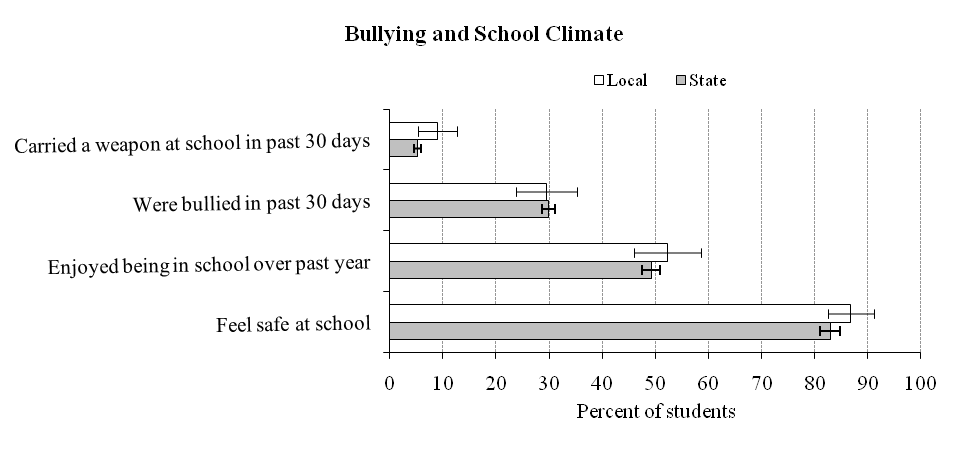 Bullying and School Climate
Local State
Carried a weapon at school in past 30 days
Were bullied in past 30 days
Enjoyed being in school over past year
Feel safe at school
0 10 20 30 40 50 60 70 80 90 100
Percent of students